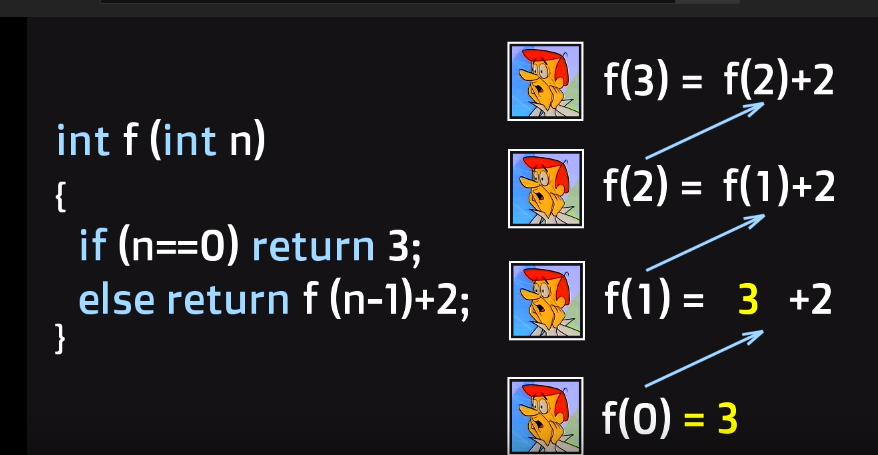 int f (int n)
{
if (n==0) return 3;
else return f (n-1)+2;
}
f(3) = f(2)+2
f(2) = f(1)+2
f(1) = 3 +2
f(0) = 3